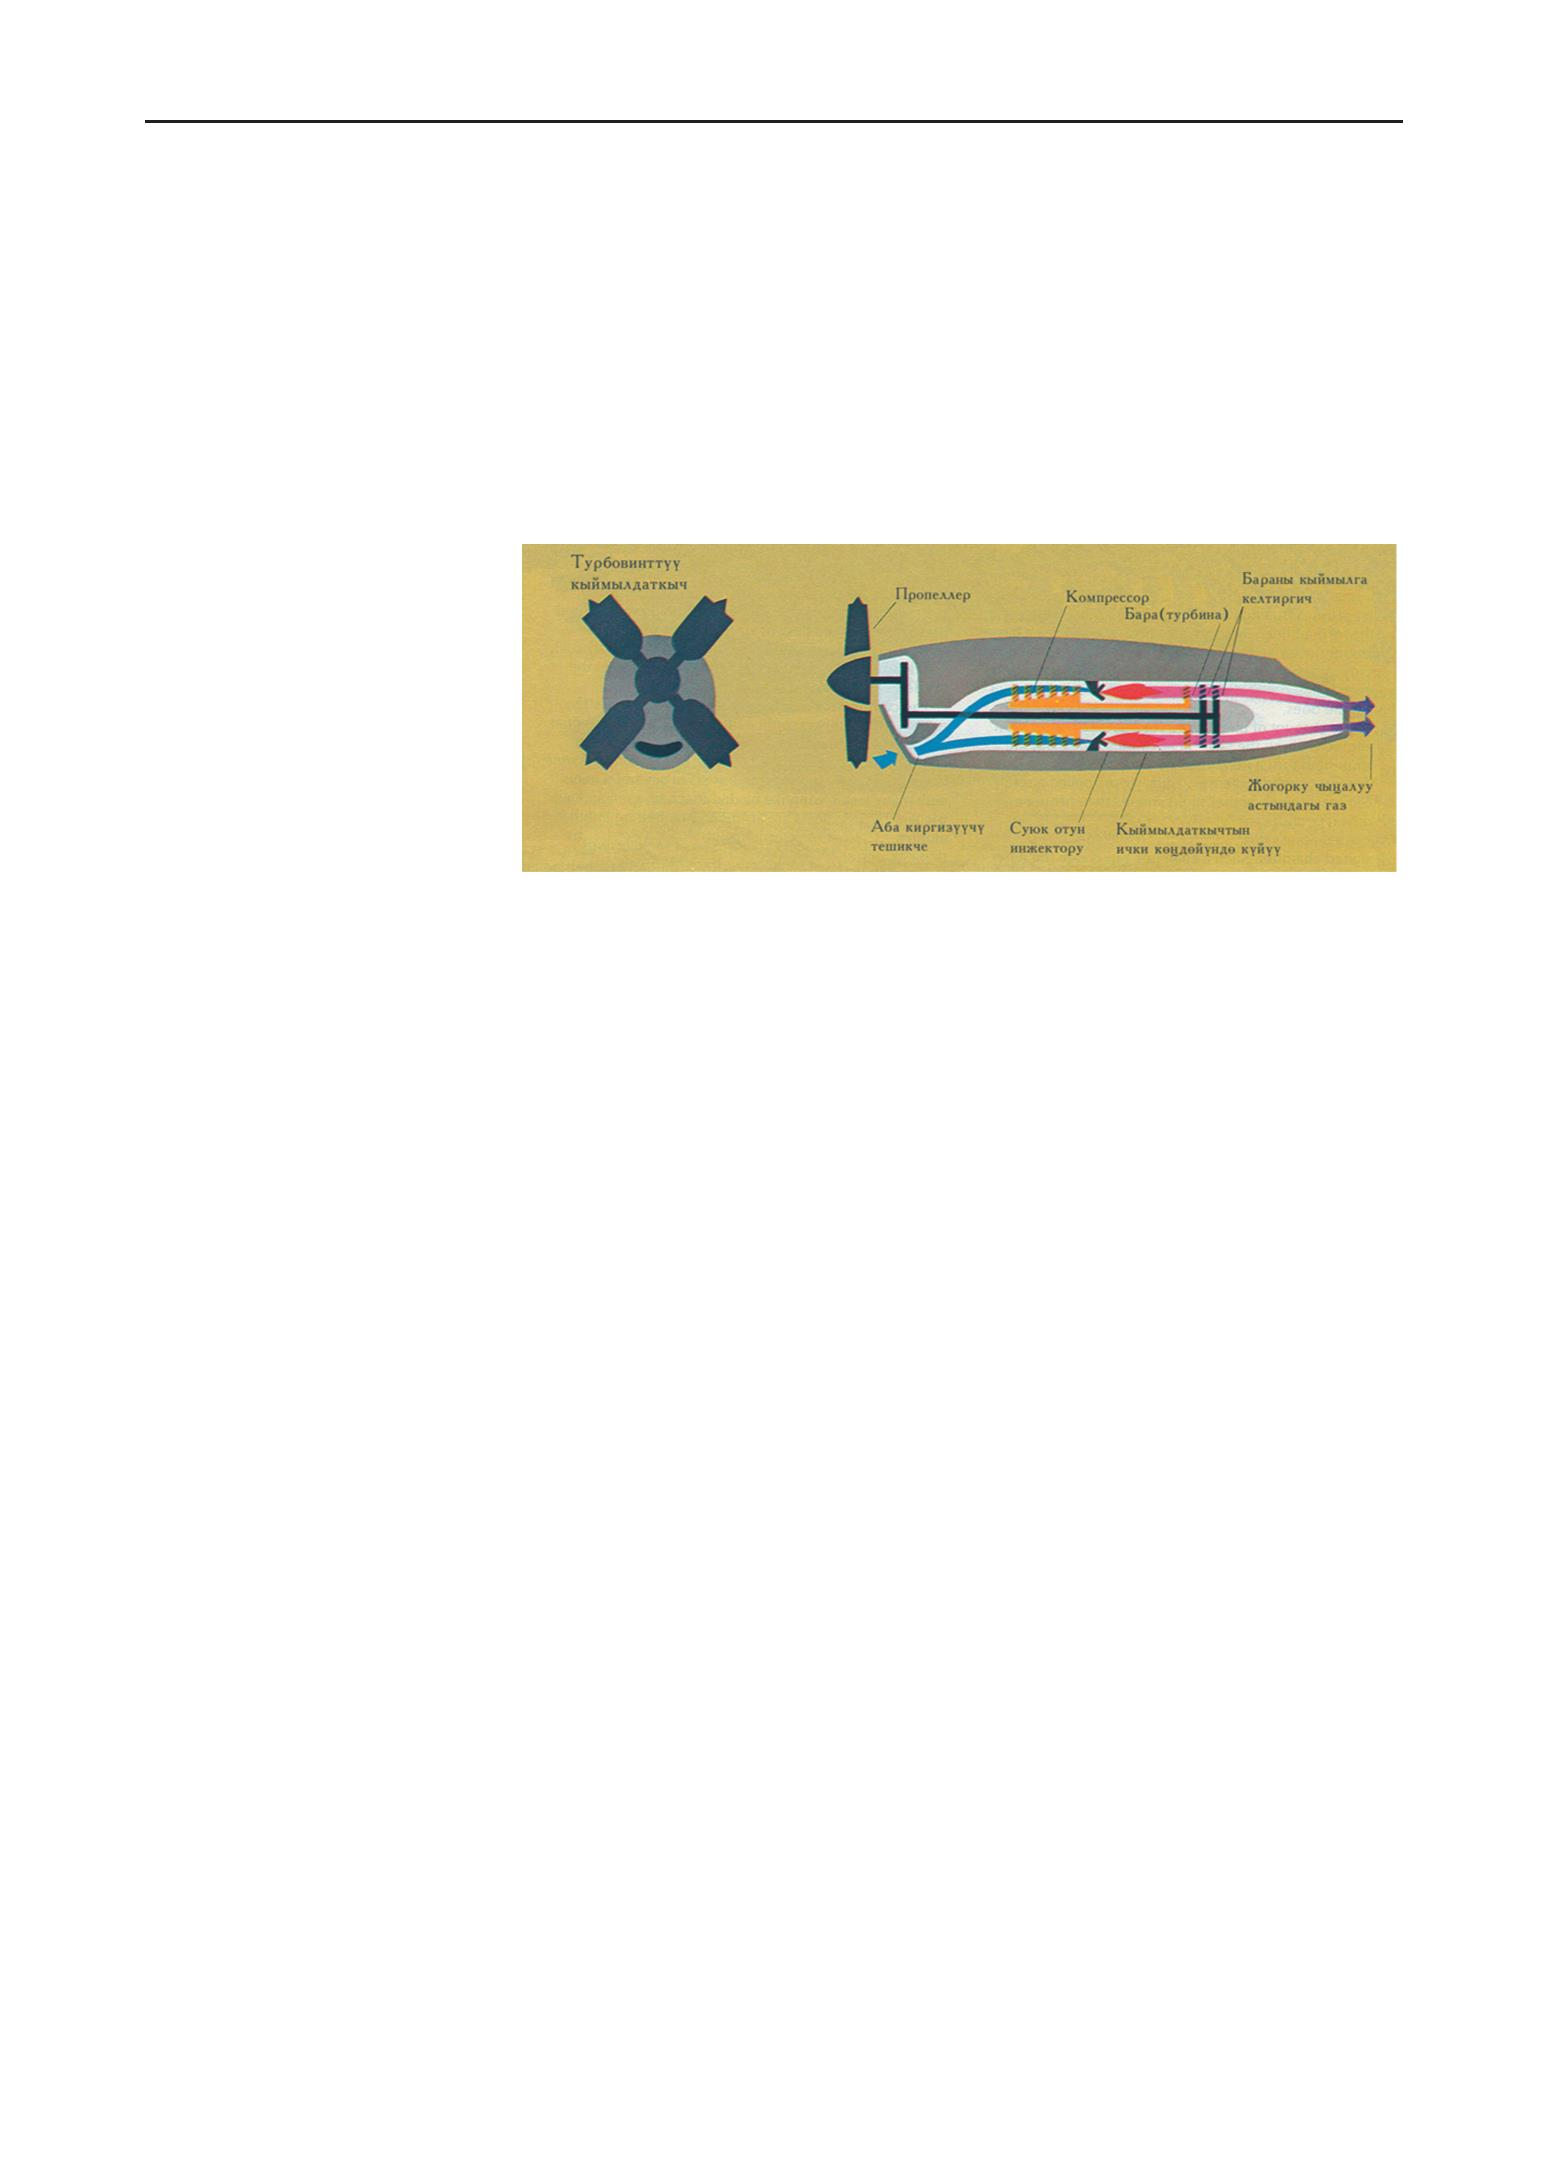 Турбовинттүү
кыймылдаткыч
Пропеллер
Компрессор
Бара(турбина)
Бараны кыймылга
келтиргич
Жогорку чыңалуу
астындагы газ
Аба киргизүүчү
тешикче
Суюк отун
инжектору
Кыймылдаткычтын
ички көңдөйүндө күйүү